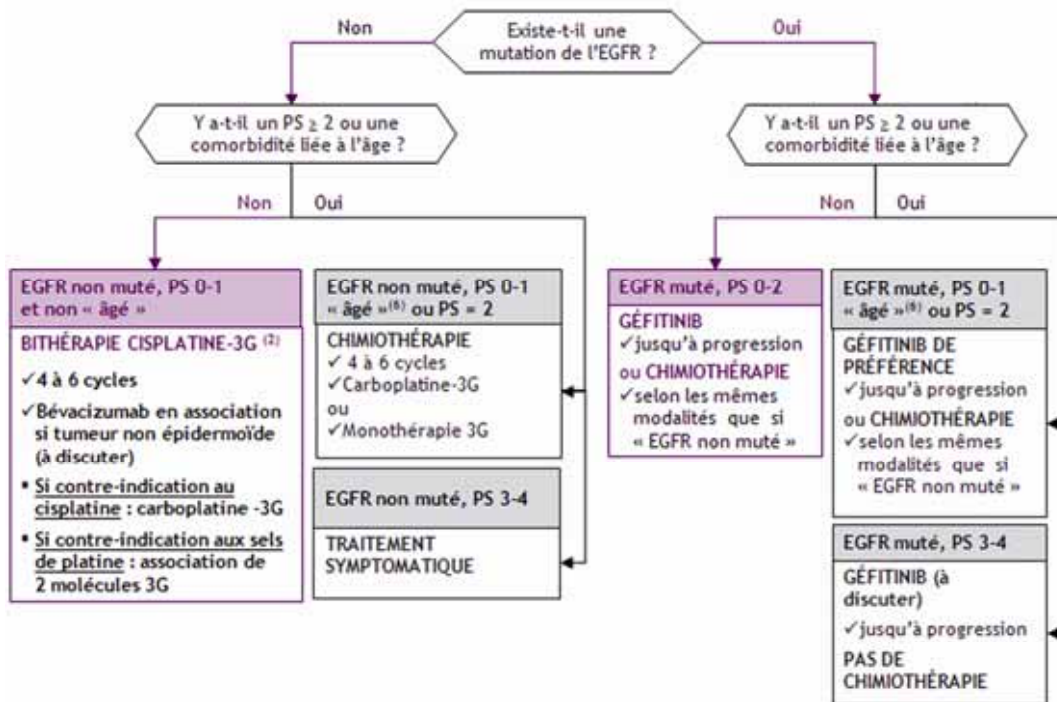 Existe-t-il une
mutation de l'EGFR ?
Non
Oui
Y a-t-il un PS ≥ 2 ou une
comorbidité liée à l'âge ?
Non
Oui
EGFR non muté, PS 0-1
et non « âgé »
BITHÉRAPIE CISPLATINE-3G (2)
✓ 4 à 6 cycles
✓ Bévacizumab en association
si tumeur non épidermoïde
(à discuter)
▪ Si contre-indication au
cisplatine : carboplatine -3G
▪ Si contre-indication aux sels
de platine : association de
2 molécules 3G
EGFR non muté, PS 0-1
« âgé »(6) ou PS = 2
CHIMIOTHÉRAPIE
✓ 4 à 6 cycles
✓ Carboplatine-3G
ou
✓ Monothérapie 3G
EGFR non muté, PS 3-4
TRAITEMENT
SYMPTOMATIQUE
Y a-t-il un PS ≥ 2 ou une
comorbidité liée à l'âge ?
Non
Oui
EGFR muté, PS 0-2
GÉFITINIB
✓ jusqu'à progression
ou CHIMIOTHÉRAPIE
✓ selon les mêmes
modalités que si
« EGFR non muté »
EGFR muté, PS 0-1
« âgé »(6) ou PS = 2
GÉFITINIB DE
PRÉFÉRENCE
✓ jusqu'à progression
ou CHIMIOTHÉRAPIE
✓ selon les mêmes
modalités que si
« EGFR non muté »
EGFR muté, PS 3-4
GÉFITINIB (à
discuter)
✓ jusqu'à progression
PAS DE
CHIMIOTHÉRAPIE